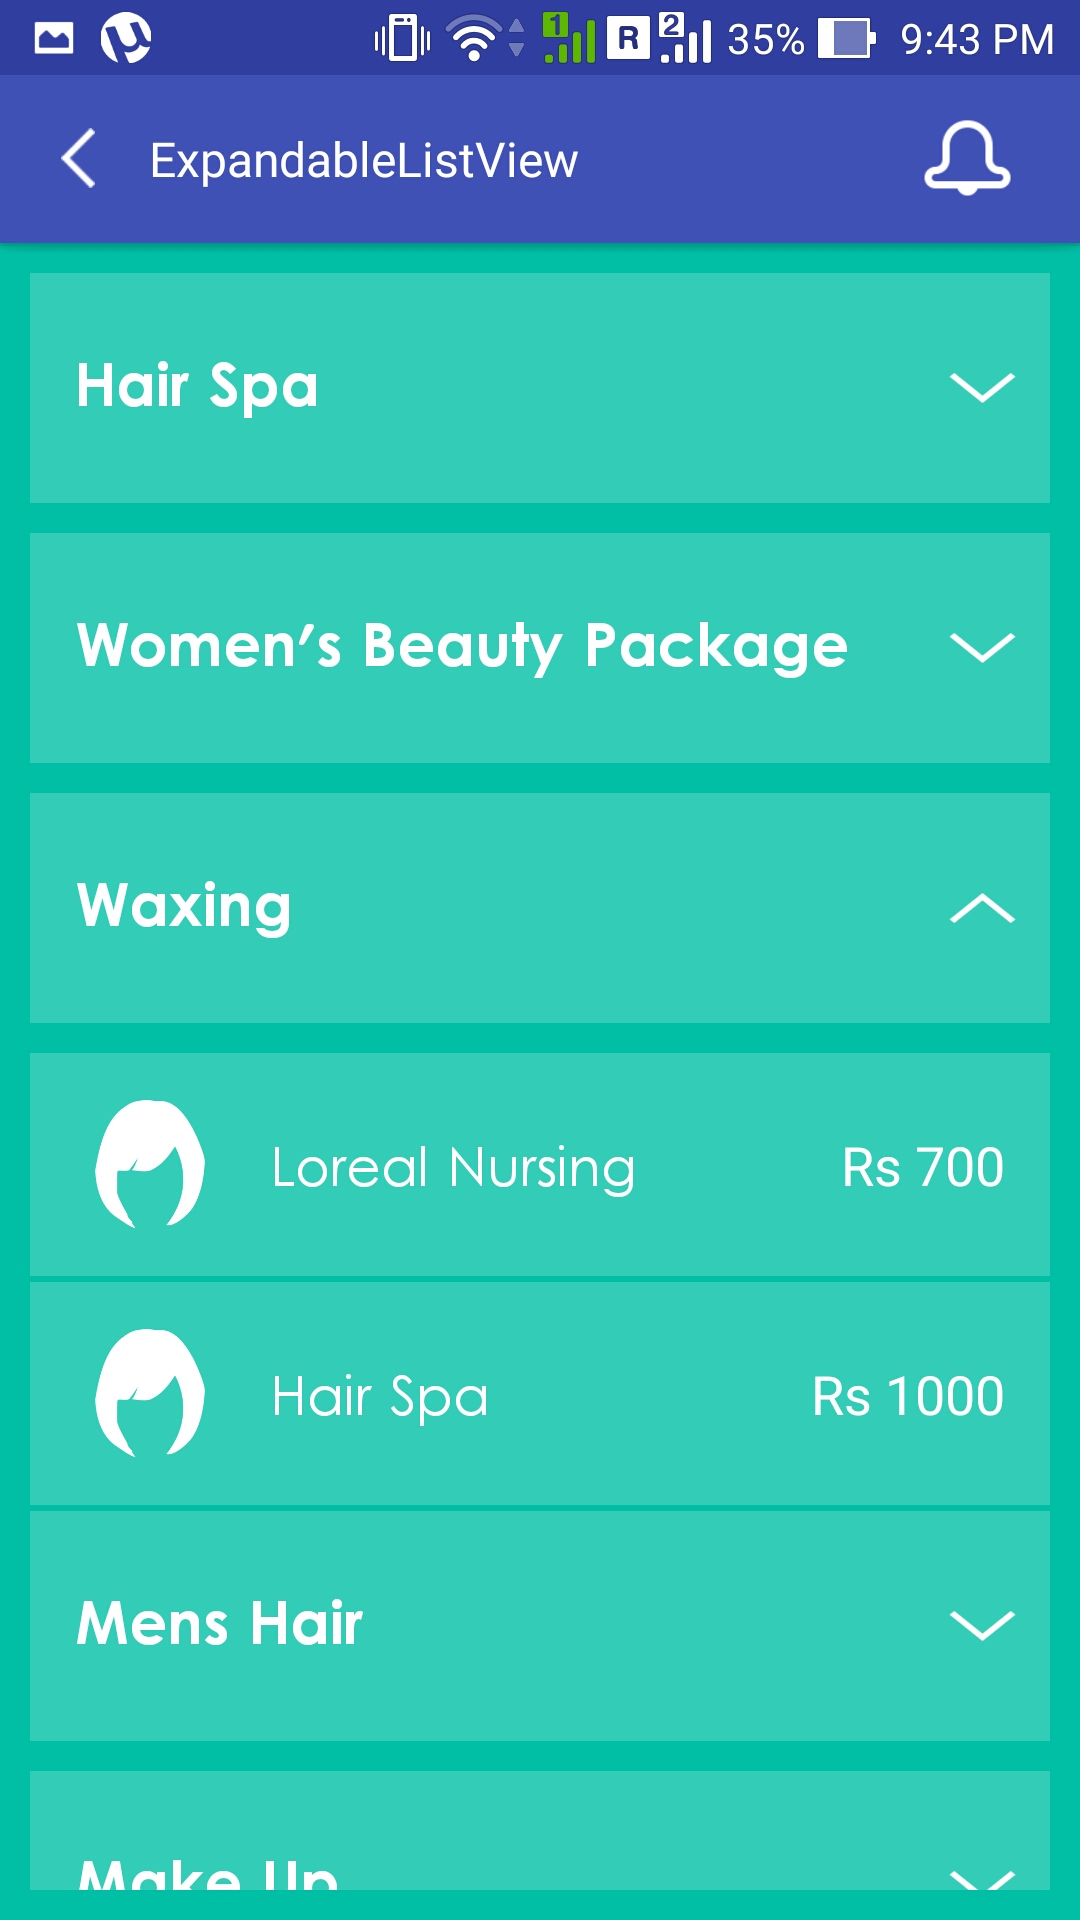 1 R 2 35% 9:43 PM
ExpandableListView
Hair Spa
Women's Beauty Package
Waxing
Loreal Nursing Rs 700
Hair Spa Rs 1000
Mens Hair
Make Up